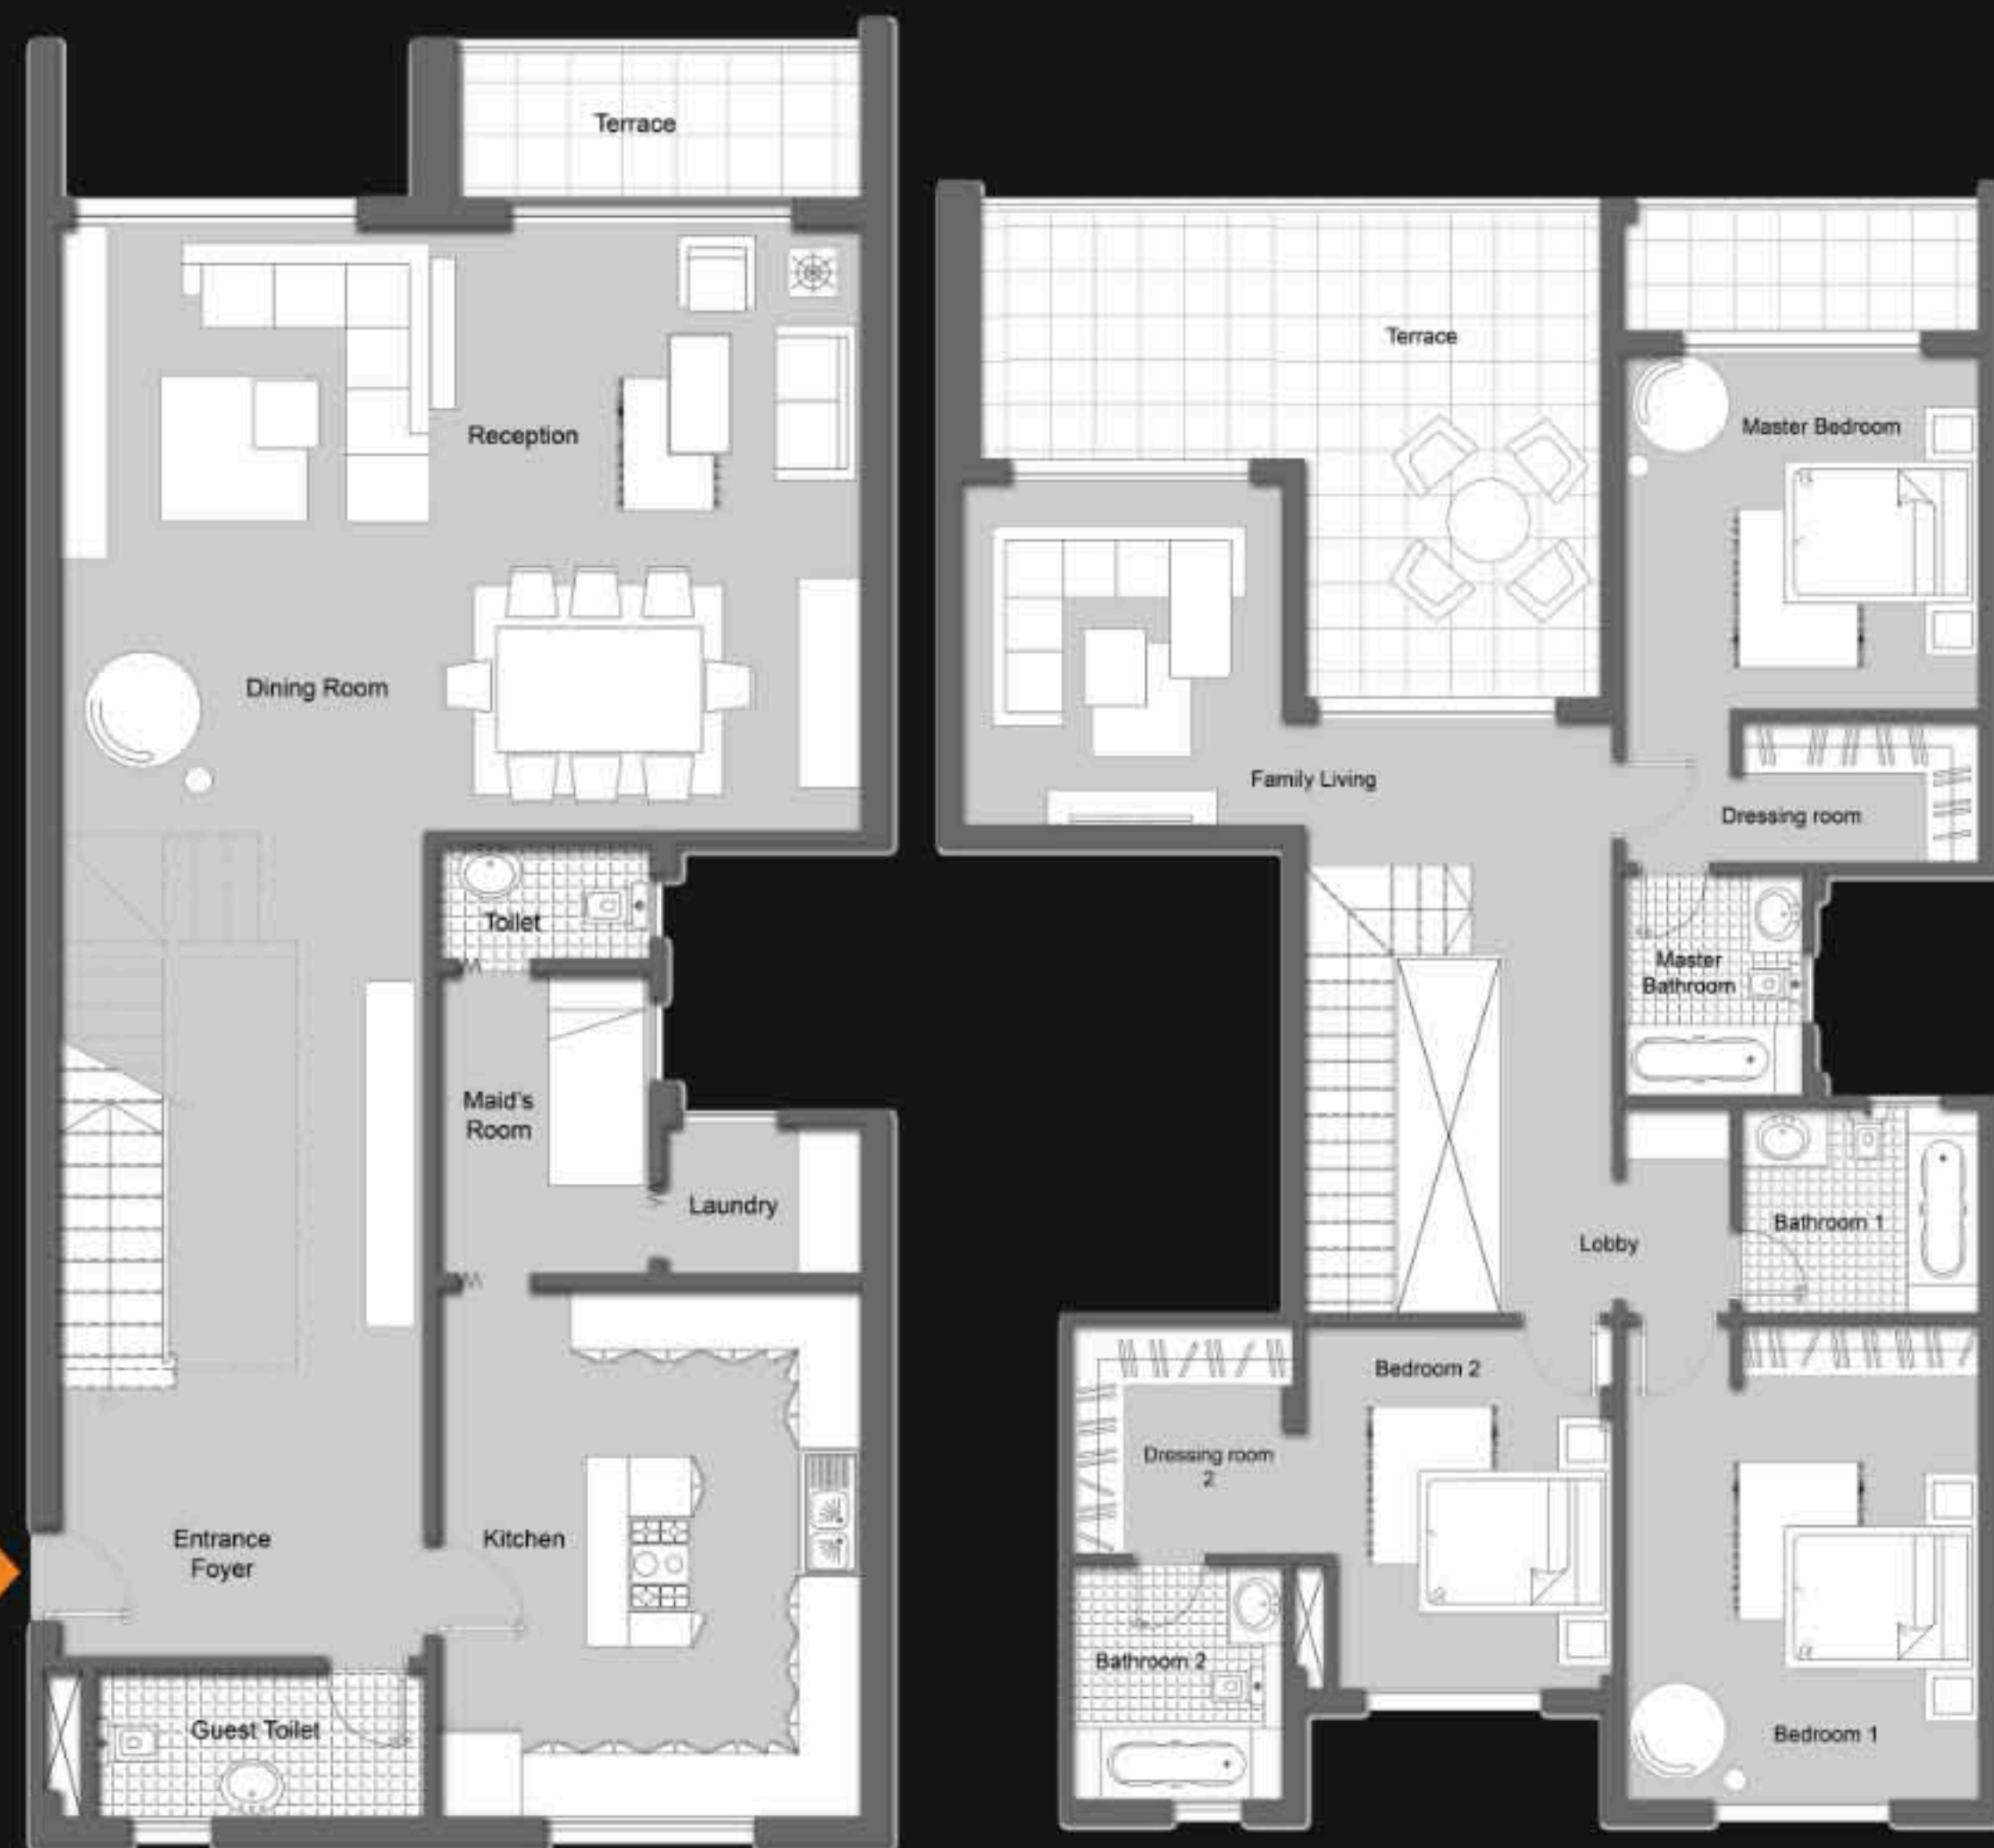 Terrace
Reception
Dining Room
Toilet
Maid's
Room
Laundry
Entrance
Foyer
Kitchen
Guest Toilet
Terrace
Master Bedroom
Family Living
Dressing room
Master
Bathroom
Bathroom 1
Lobby
Bedroom 2
Dressing room
2
Bathroom 2
Bedroom 1